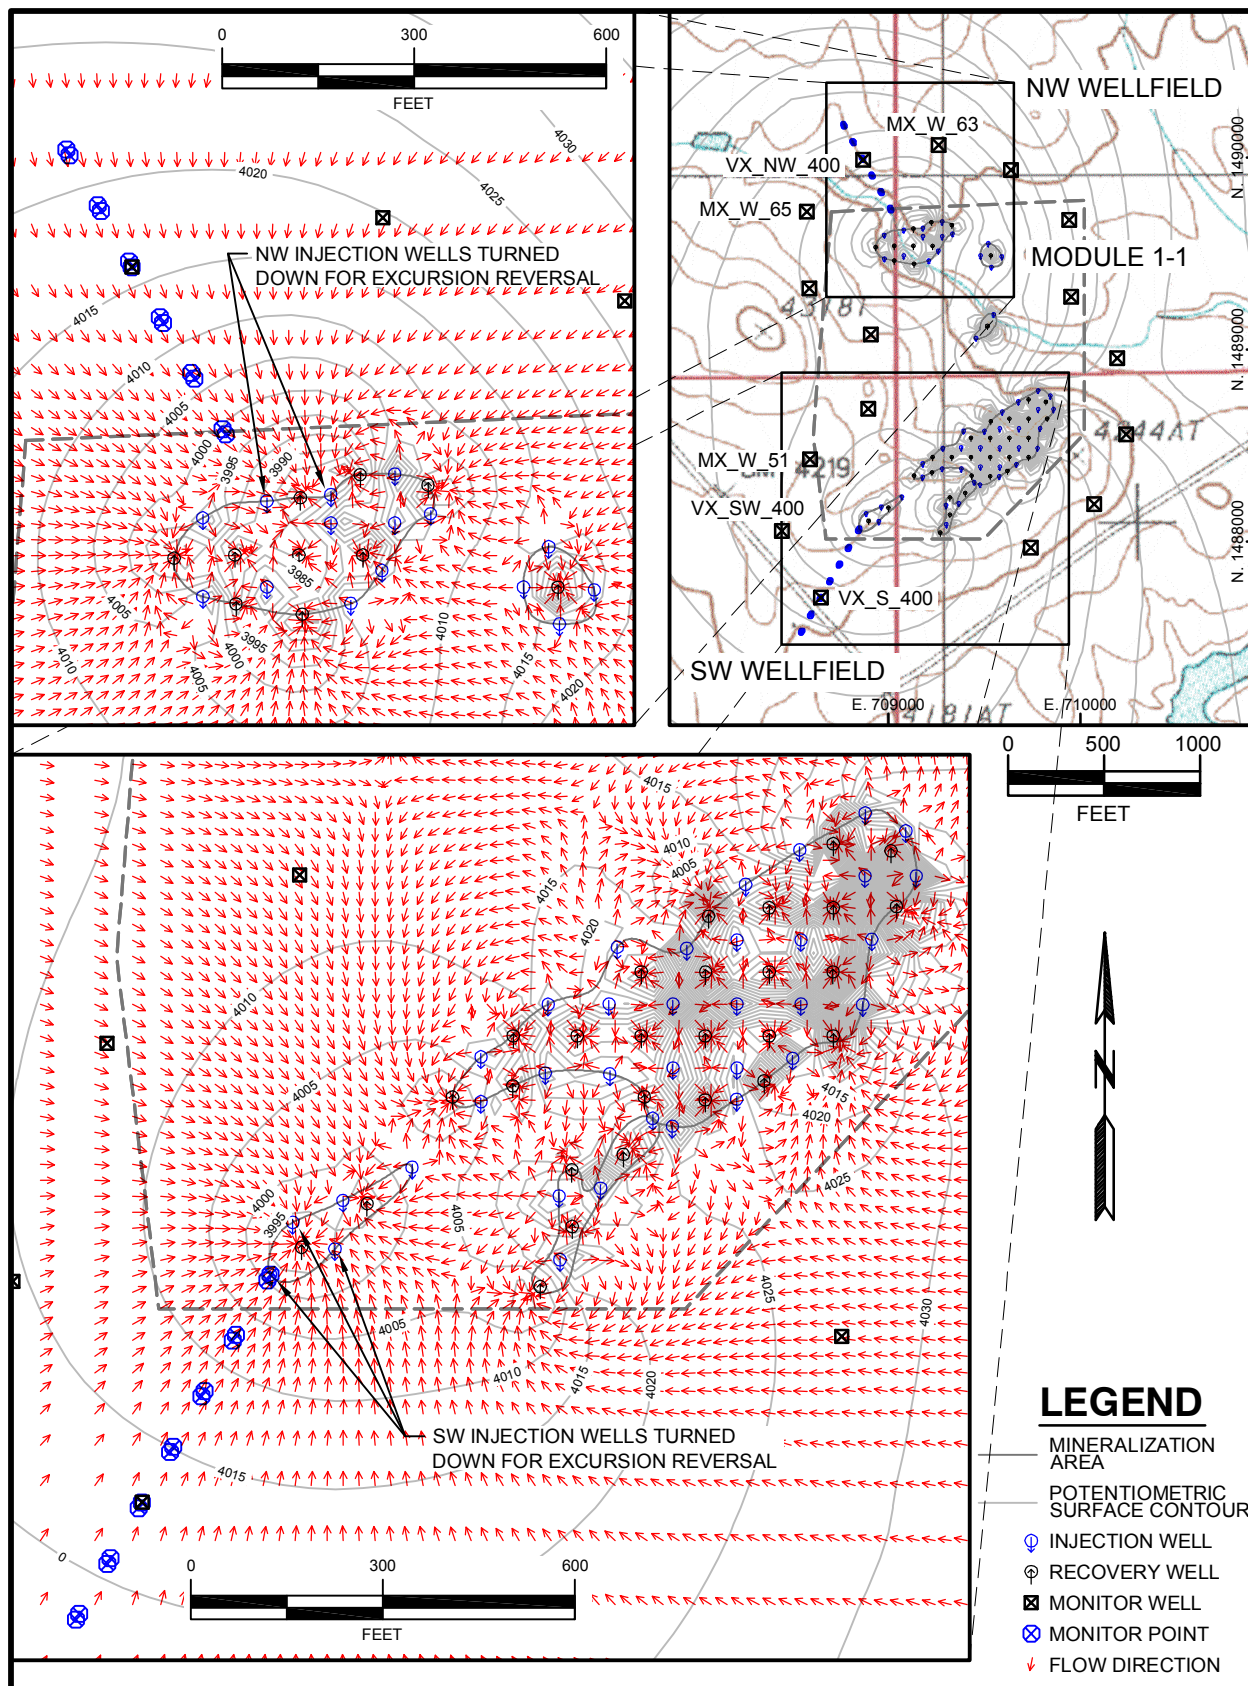 0 300 600
FEET
4030
4020
4025
NW INJECTION WELLS TURNED
DOWN FOR EXCURSION REVERSAL
4015
4010
4005
4000
3995
3990
3985
4005
4010
3995
4000
4005
4010
4015
4020
NW WELLFIELD
MX_W_63
VX_NW_400
MX_W_65
MODULE 1-1
N. 1490000
N. 1489000
N. 1488000
MX_W_51
4219
VX_SW_400
VX_S_400
SW WELLFIELD
E. 709000
E. 710000
4181AT
0 500 1000
FEET
4015
4010
4005
4015
4020
4010
4005
4000
3995
4005
4015
4020
4025
4025
4030
4005
4010
4015
4020
SW INJECTION WELLS TURNED
DOWN FOR EXCURSION REVERSAL
4015
0
0 300 600
FEET
N
LEGEND
MINERALIZATION
AREA
POTENTIOMETRIC
SURFACE CONTOUR
INJECTION WELL
RECOVERY WELL
MONITOR WELL
MONITOR POINT
FLOW DIRECTION